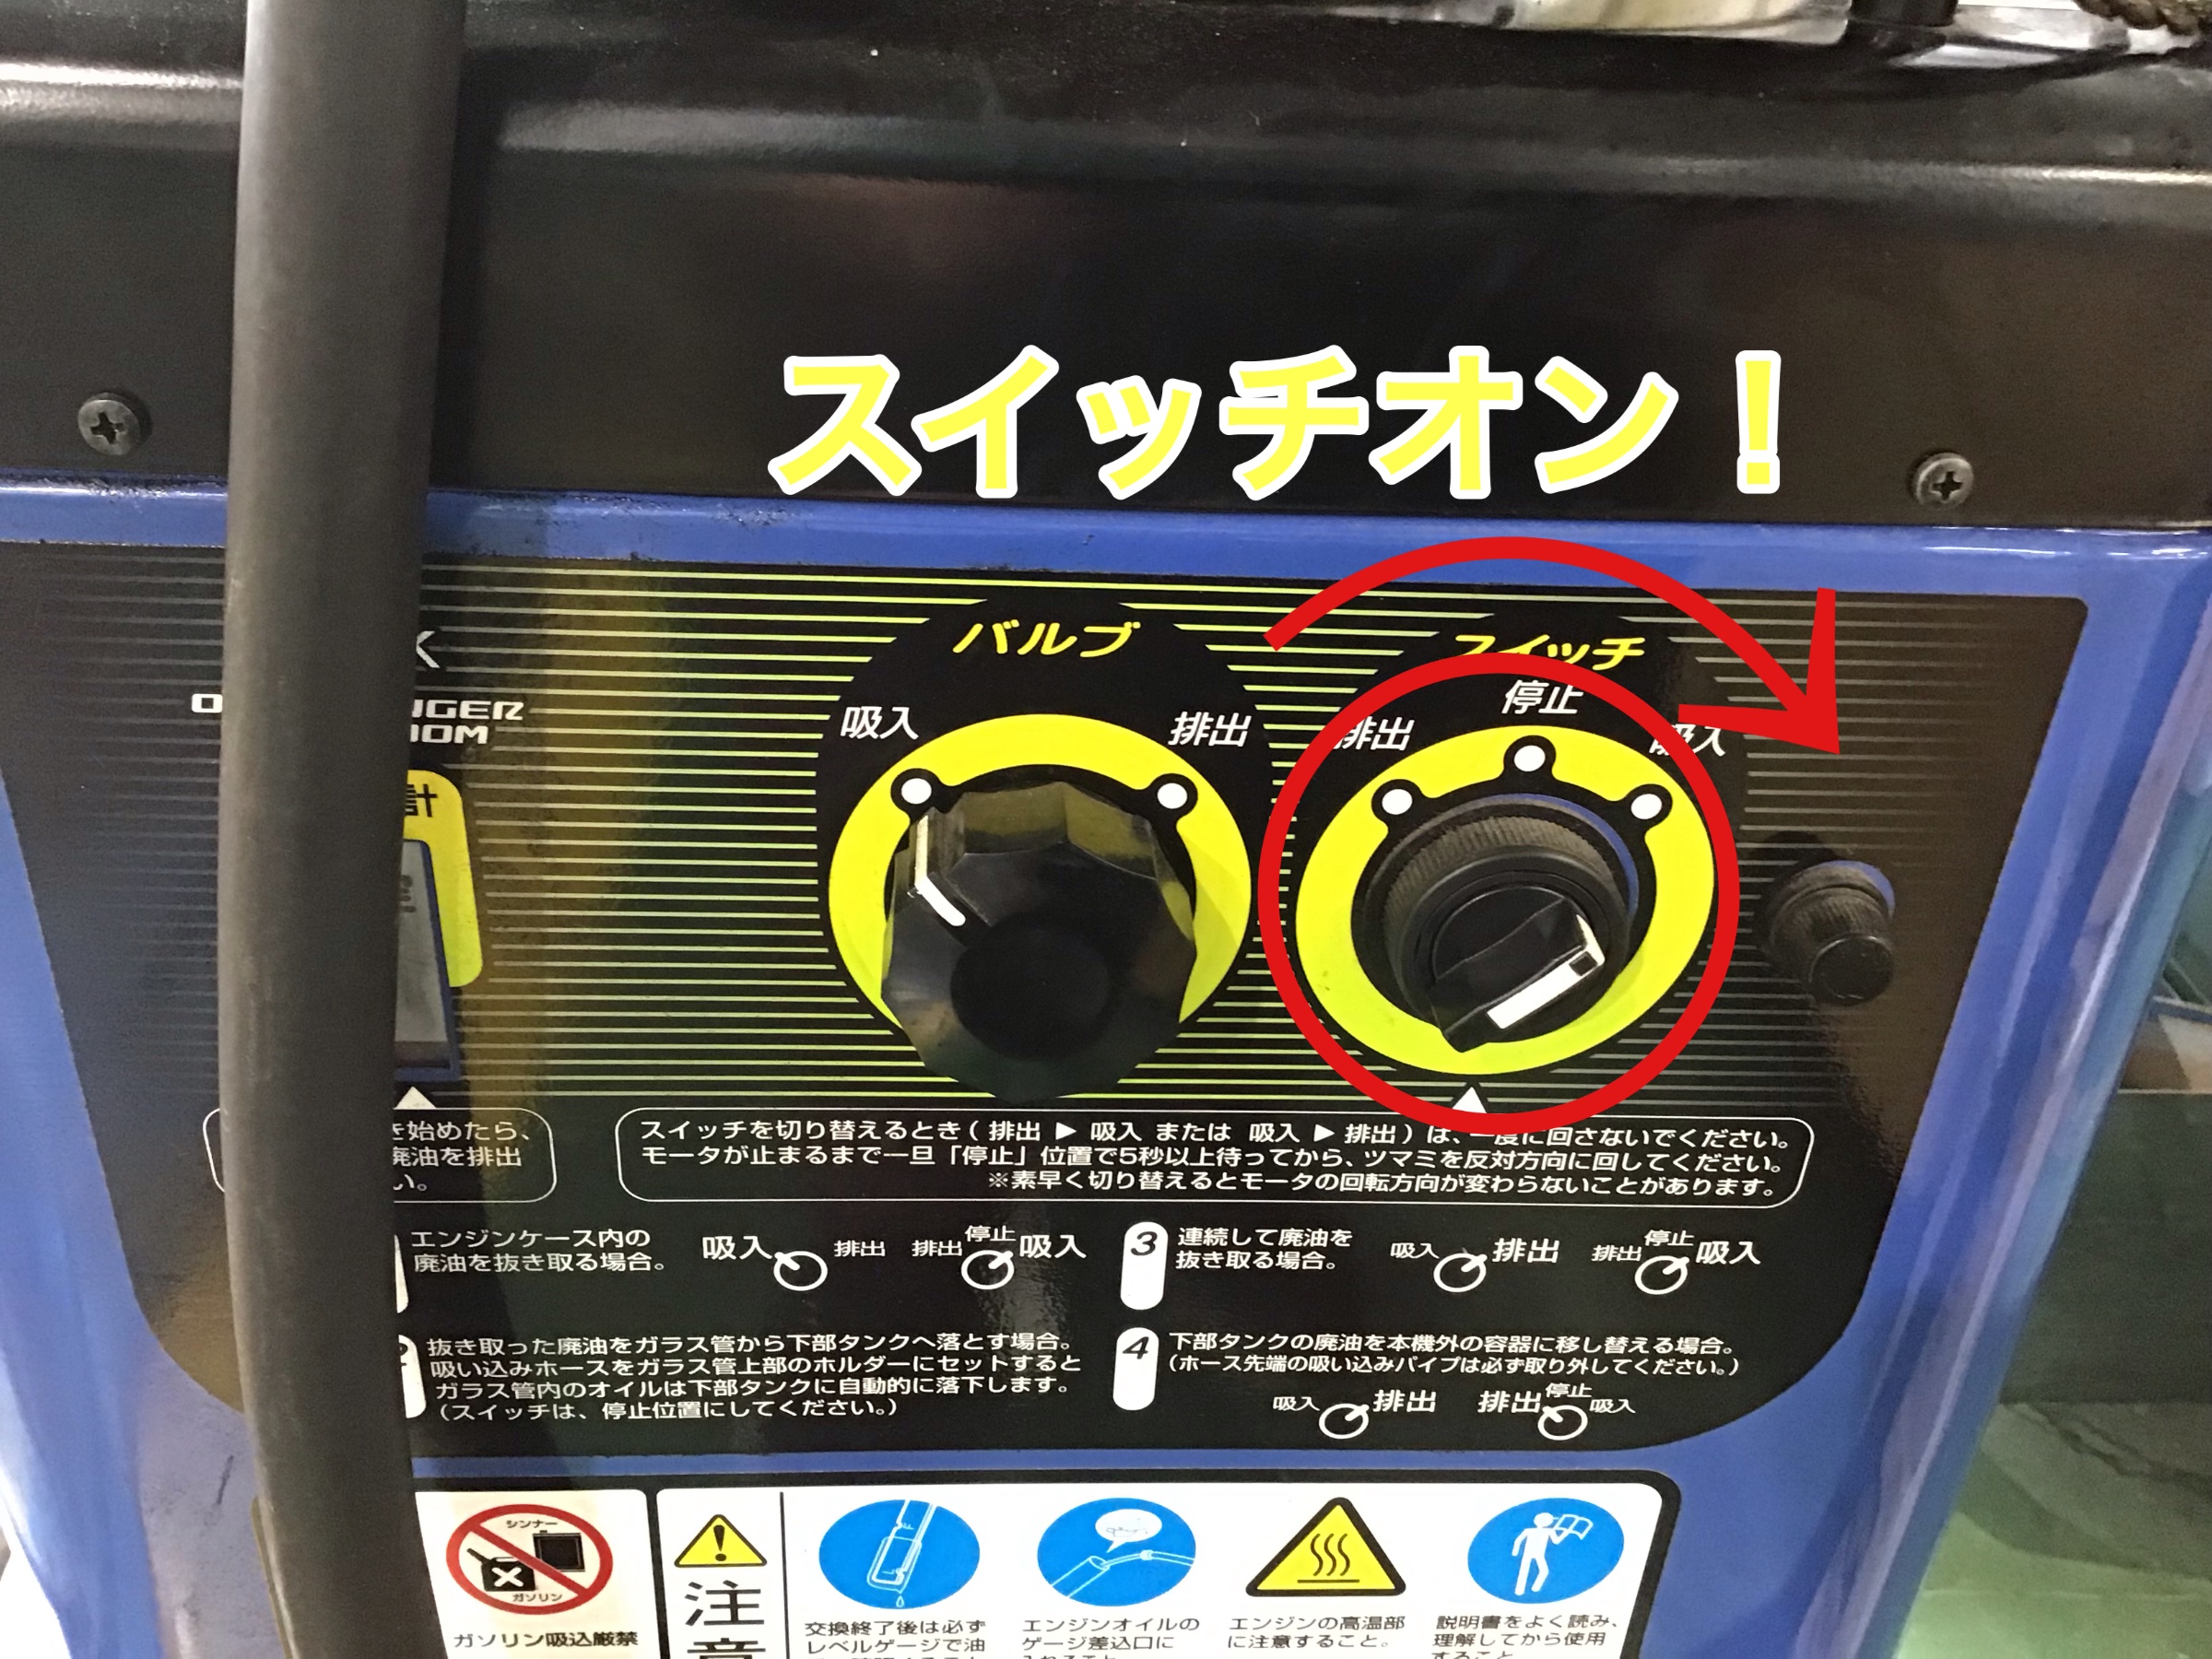 スイッチオン！
バルブ
スイッチ
吸入
排出
排出
停止
吸入
K
NGER
計
を始めたら、
廃油を排出
い。
スイッチを切り替えるとき（排出 ▶ 吸入 または 吸入 ▶ 排出）は、一度に回さないでください。
モータが止まるまで一旦「停止」位置で5秒以上待ってから、ツマミを反対方向に回してください。
※素早く切り替えるとモータの回転方向が変わらないことがあります。
エンジンケース内の
廃油を抜き取る場合。
吸入 排出 排出 停止 吸入
3 連続して廃油を
抜き取る場合。
吸入 排出 排出 停止 吸入
抜き取った廃油をガラス管から下部タンクへ落とす場合。
吸い込みホースをガラス管上部のホルダーにセットすると
ガラス管内のオイルは下部タンクに自動的に落下します。
（スイッチは、停止位置にしてください。）
4 下部タンクの廃油を本機外の容器に移し替える場合。
（ホース先端の吸い込みパイプは必ず取り外してください。）
吸入 排出 排出 停止 吸入
シンナー
ガソリン
ガソリン吸込厳禁
注意
交換終了後は必ず
レベルゲージで油
エンジンオイルの
ゲージ差込口に
エンジンの高温部
に注意すること。
説明書をよく読み、
理解してから使用
すること